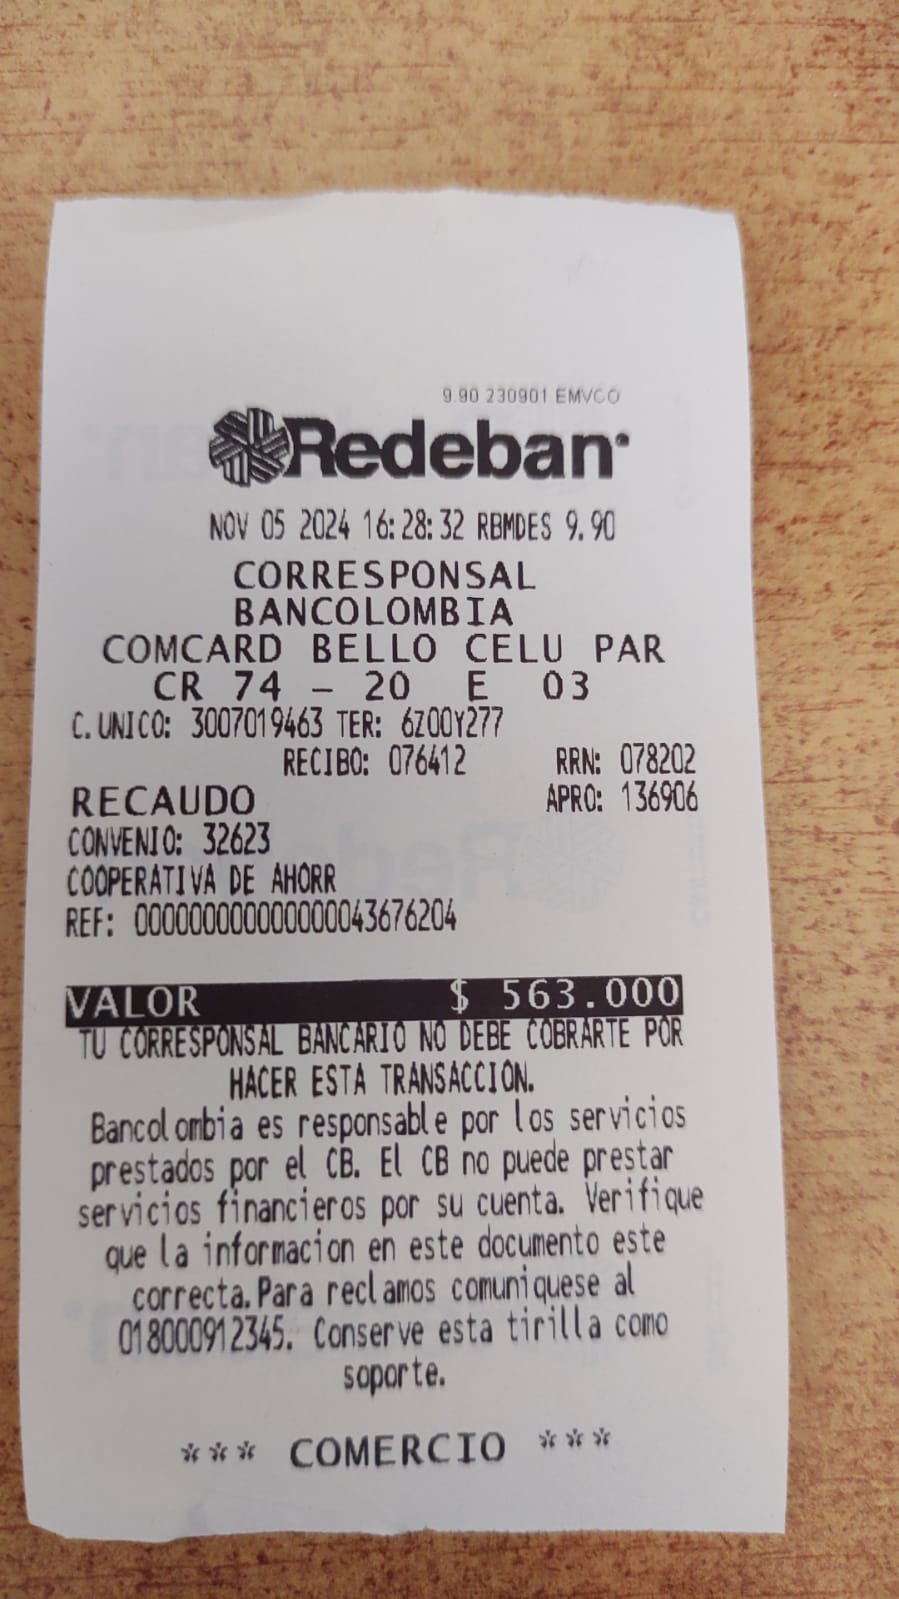 9.90 230901 EMVCO
Redeban
NOV 05 2024 16:28:32 RBMDES 9.90
CORRESPONSAL
BANCOLOMBIA
COMCARD BELLO CELU PAR
CR 74 - 20 E 03
C.UNICO: 3007019463 TER: 6Z00Y277
RECIBO: 076412 RRN: 078202
RECAUDO APRO: 136906
CONVENIO: 32623
COOPERATIVA DE AHORR
REF: 000000000000000043676204
VALOR $ 563.000
TU CORRESPONSAL BANCARIO NO DEBE COBRARTE POR
HACER ESTA TRANSACCION.
Bancolombia es responsable por los servicios
prestados por el CB. El CB no puede prestar
servicios financieros por su cuenta. Verifique
que la informacion en este documento este
correcta.Para reclamos comuniquese al
018000912345. Conserve esta tirilla como
soporte.
*** COMERCIO ***